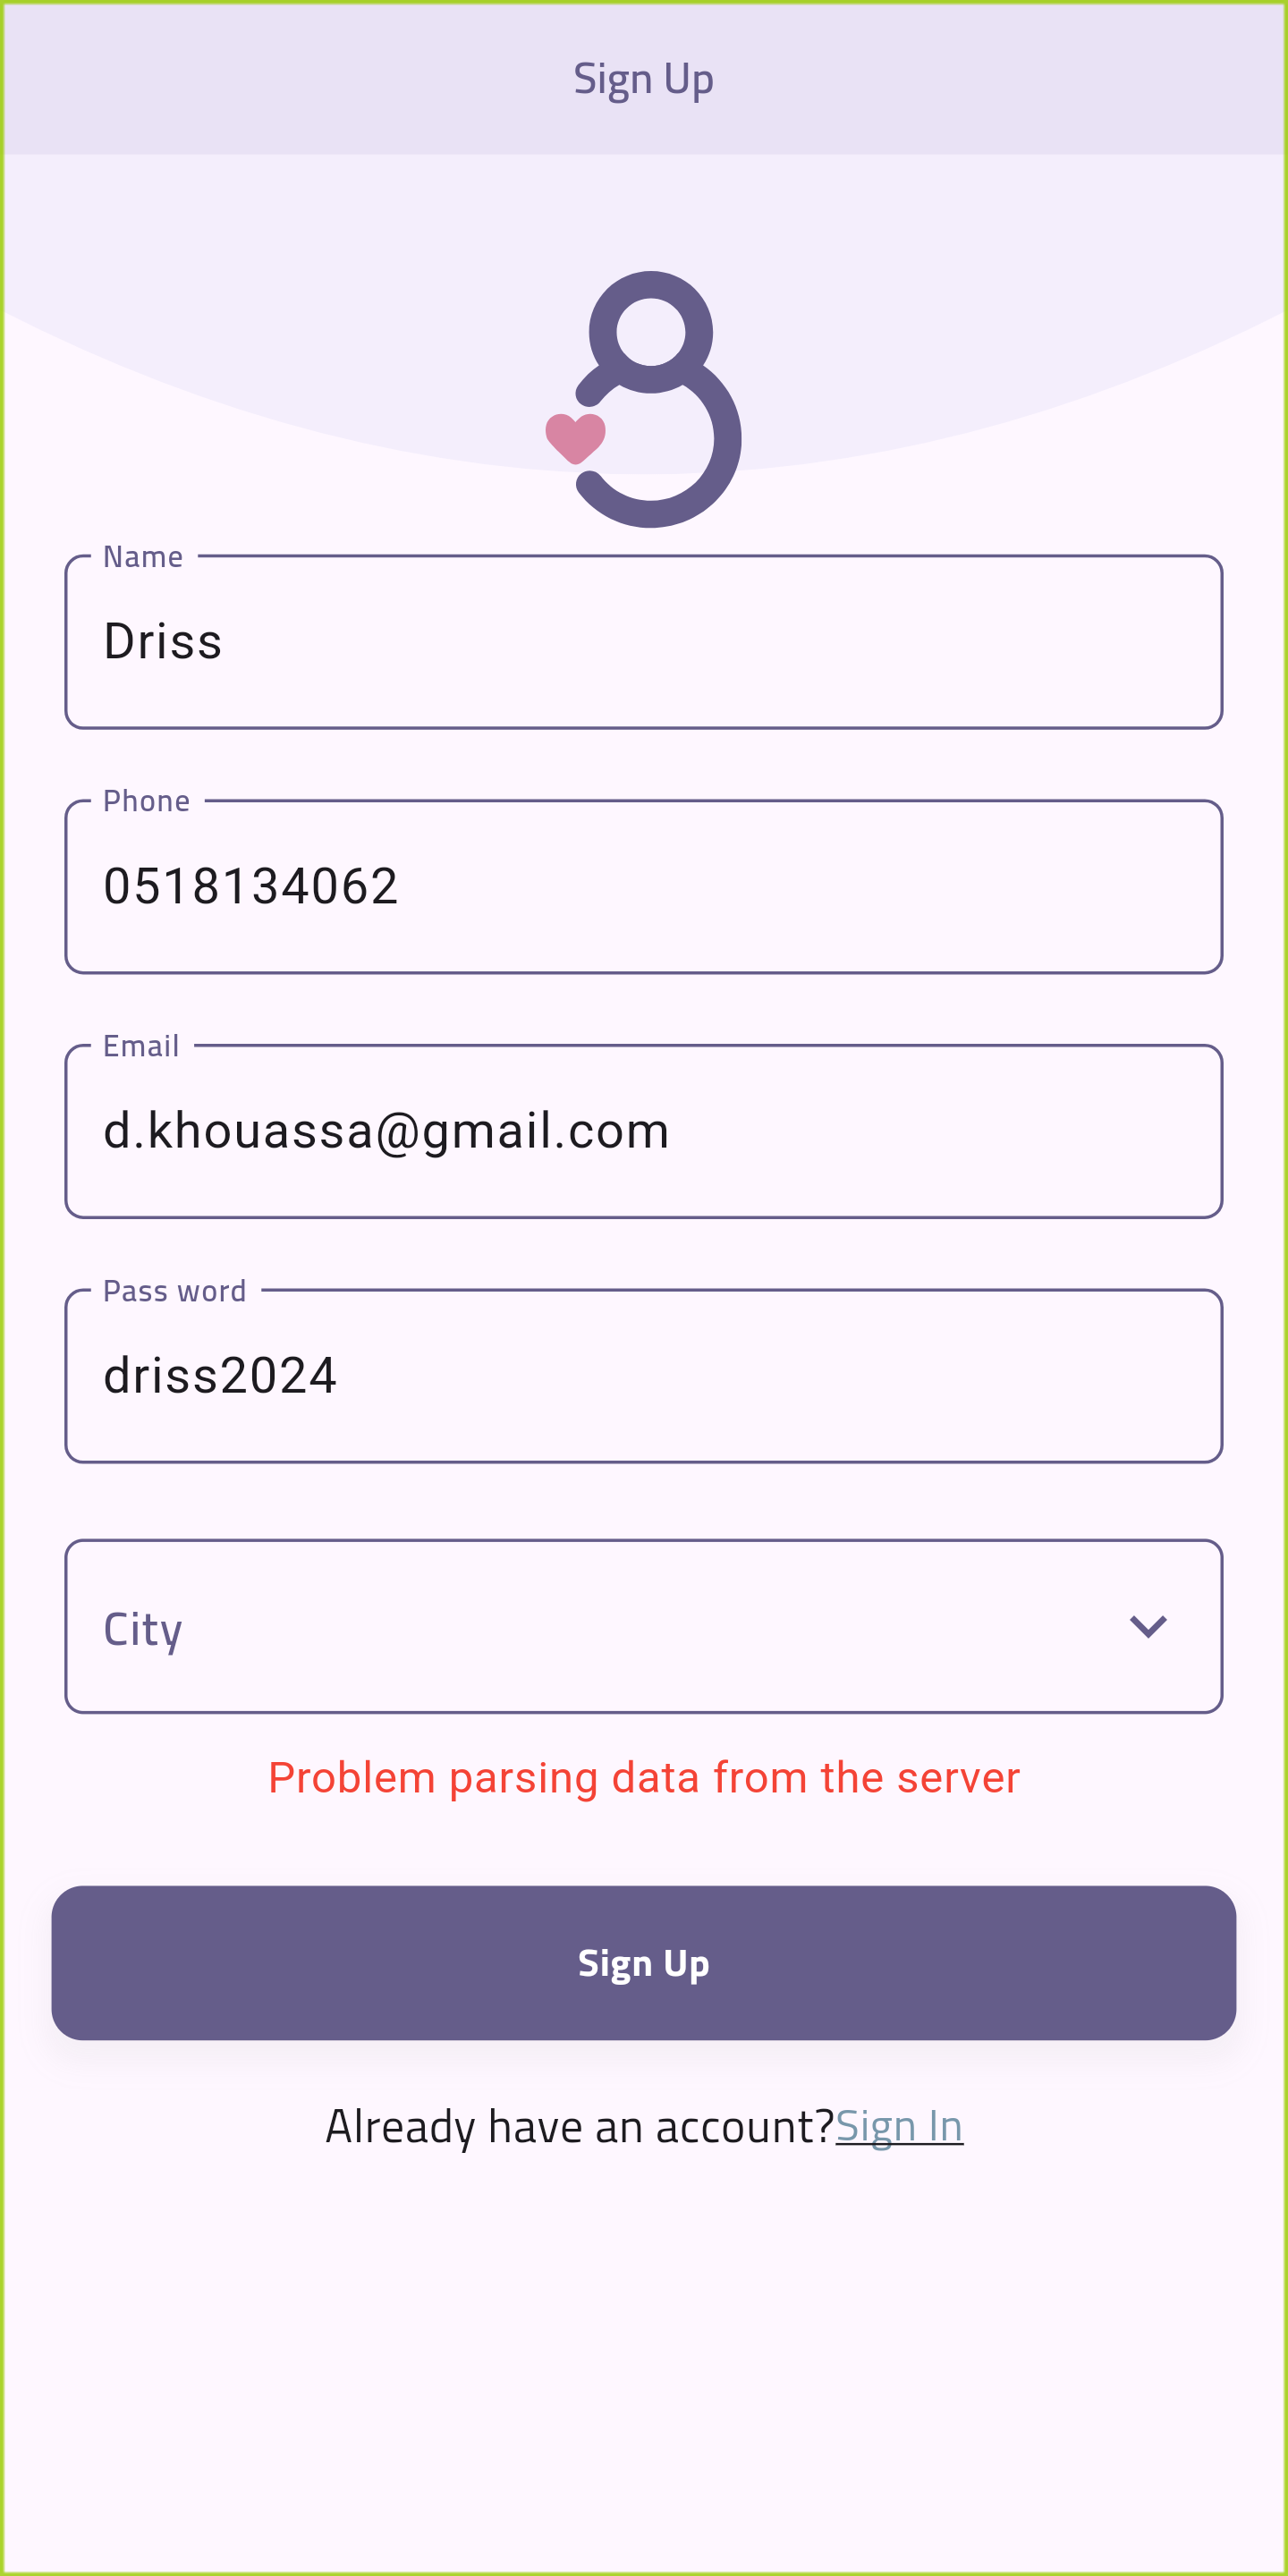 Sign Up
Name
Driss
Phone
0518134062
Email
d.khouassa@gmail.com
Pass word
driss2024
City
Problem parsing data from the server
Sign Up
Already have an account?Sign In